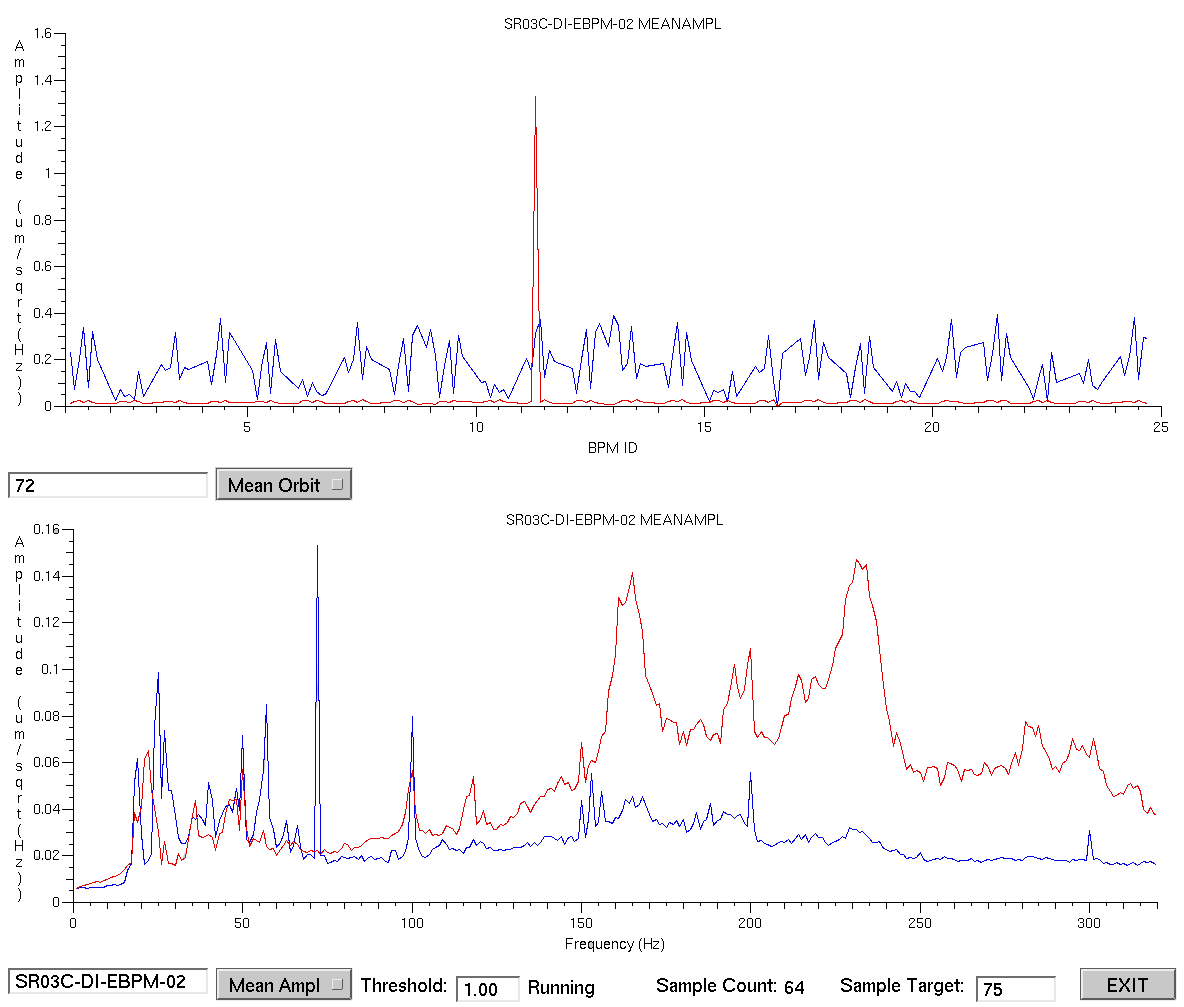 SR03C-DI-EBPM-02 MEANAMPL
Amplitude (um/sqrt(Hz))
1.6
1.4
1.2
1
0.8
0.6
0.4
0.2
0
5 10 15 20 25
BPM ID
72 Mean Orbit
SR03C-DI-EBPM-02 MEANAMPL
Amplitude (um/sqrt(Hz))
0.16
0.14
0.12
0.1
0.08
0.06
0.04
0.02
0
0 50 100 150 200 250 300
Frequency (Hz)
SR03C-DI-EBPM-02 Mean Ampl Threshold: 1.00 Running Sample Count: 64 Sample Target: 75 EXIT